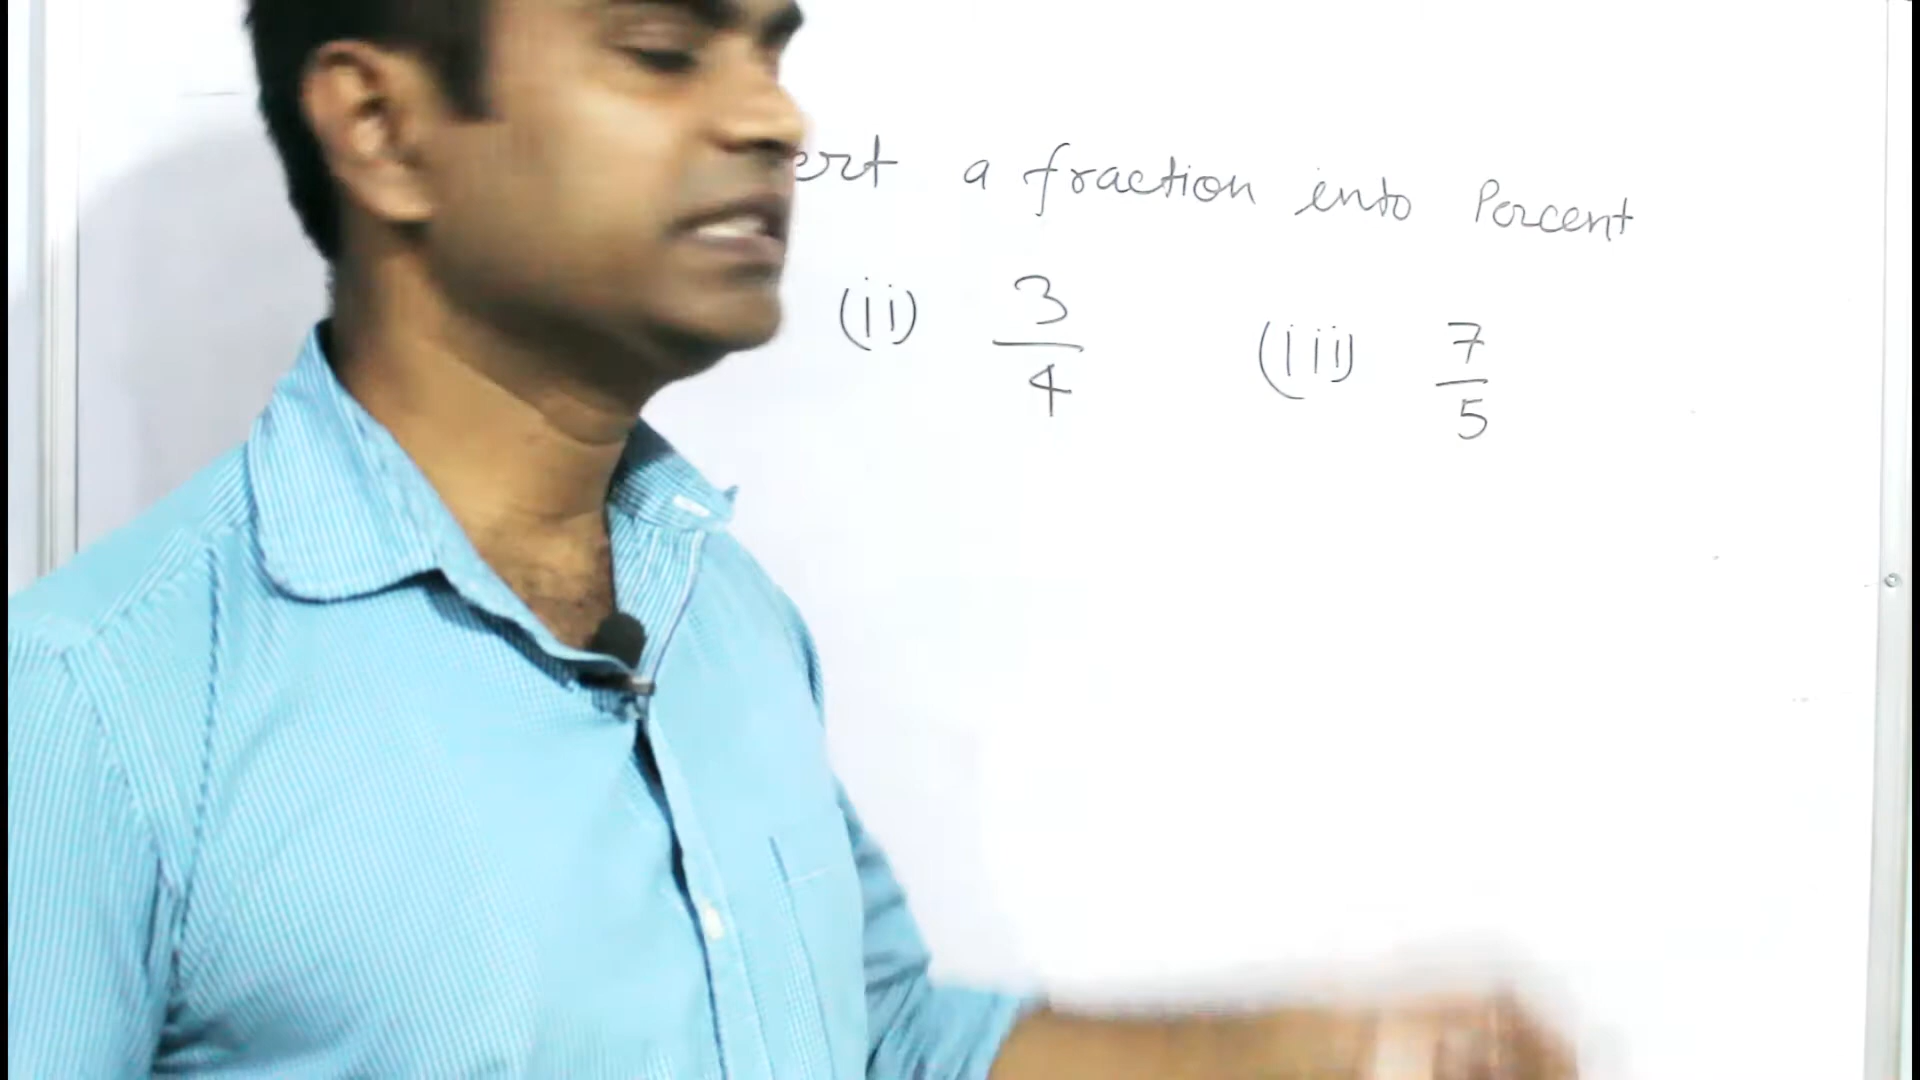 ert a fraction into Percent
(ii) 3/4 (iii) 7/5